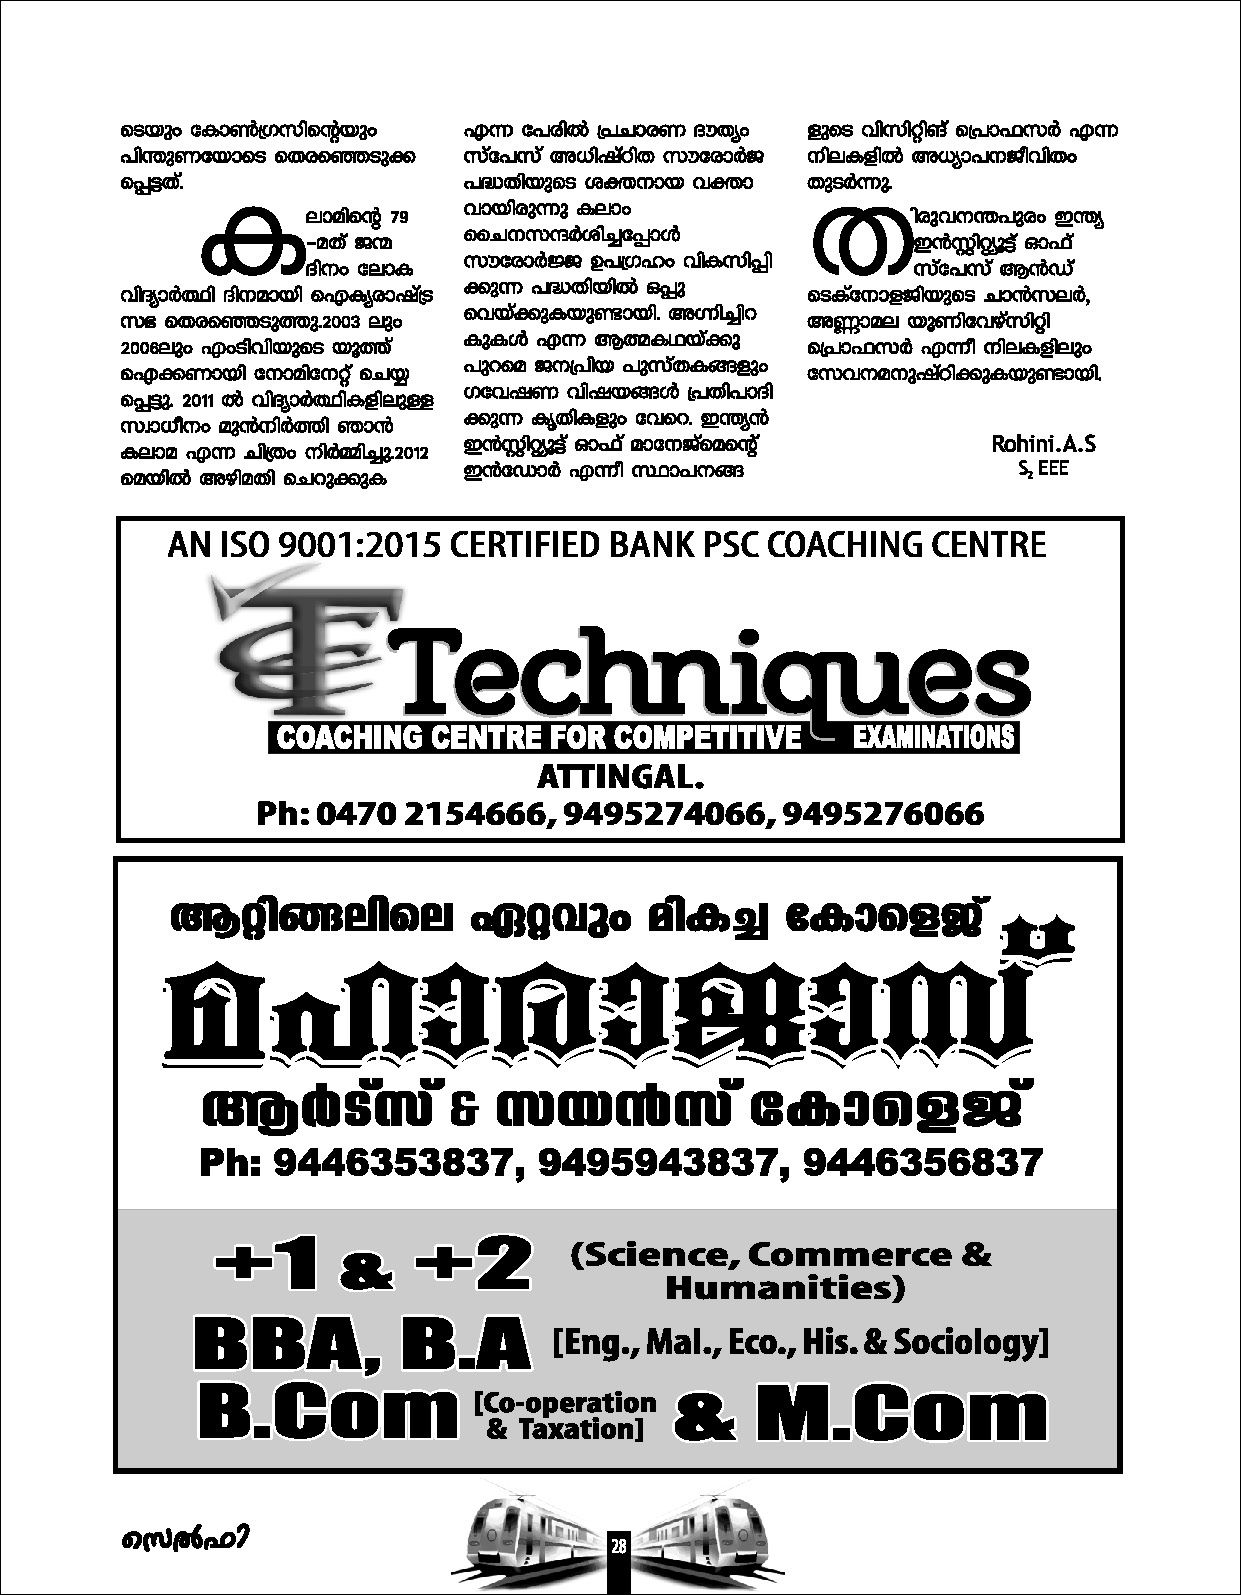 ടെയും കോൺഗ്രസിന്റെയും
പിന്തുണയോടെ തെരഞ്ഞെടുക്ക
പ്പെട്ടത്.
കലാമിന്റെ 79
-മത് ജന്മ
ദിനം ലോക
വിദ്യാർത്ഥി ദിനമായി ഐക്യരാഷ്ട്ര
സഭ തെരഞ്ഞെടുത്തു.2003 ലും
2006ലും എംടിവിയുടെ യൂത്ത്
ഐക്കണായി നോമിനേറ്റ് ചെയ്യ
പ്പെട്ടു. 2011 ൽ വിദ്യാർത്ഥികളിലുള്ള
സ്വാധീനം മുൻനിർത്തി ഞാൻ
കലാമ എന്ന ചിത്രം നിർമ്മിച്ചു.2012
മെയിൽ അഴിമതി ചെറുക്കുക
എന്ന പേരിൽ പ്രചാരണ ദൗത്യം
സ്പേസ് അധിഷ്ഠിത സൗരോർജ
പദ്ധതിയുടെ ശക്തനായ വക്താ
വായിരുന്നു കലാം
ചൈനസന്ദർശിച്ചപ്പോൾ
സൗരോർജ്ജ ഉപഗ്രഹം വികസിപ്പി
ക്കുന്ന പദ്ധതിയിൽ ഒപ്പു
വെയ്ക്കുകയുണ്ടായി. അഗ്നിച്ചിറ
കുകൾ എന്ന ആത്മകഥയ്ക്കു
പുറമെ ജനപ്രിയ പുസ്തകങ്ങളും
ഗവേഷണ വിഷയങ്ങൾ പ്രതിപാദി
ക്കുന്ന കൃതികളും വേറെ. ഇന്ത്യൻ
ഇൻസ്റ്റിറ്റ്യൂട്ട് ഓഫ് മാനേജ്മെന്റ്
ഇൻഡോർ എന്നീ സ്ഥാപനങ്ങ
ളുടെ വിസിറ്റിങ് പ്രൊഫസർ എന്ന
നിലകളിൽ അധ്യാപനജീവിതം
തുടർന്നു.
തിരുവനന്തപുരം ഇന്ത്യ
ഇൻസ്റ്റിറ്റ്യൂട്ട് ഓഫ്
സ്പേസ് ആൻഡ്
ടെക്നോളജിയുടെ ചാൻസലർ,
അണ്ണാമല യൂണിവേഴ്സിറ്റി
പ്രൊഫസർ എന്നീ നിലകളിലും
സേവനമനുഷ്ഠിക്കുകയുണ്ടായി.
Rohini.A.S
S₂ EEE
AN ISO 9001:2015 CERTIFIED BANK PSC COACHING CENTRE
Techniques
COACHING CENTRE FOR COMPETITIVE EXAMINATIONS
ATTINGAL.
Ph: 0470 2154666, 9495274066, 9495276066
ആറ്റിങ്ങലിലെ ഏറ്റവും മികച്ച കോളെജ്
മഹാരാജാസ്
ആർട്സ് & സയൻസ് കോളെജ്
Ph: 9446353837, 9495943837, 9446356837
+1 & +2 (Science, Commerce &
Humanities)
BBA, B.A [Eng., Mal., Eco., His. & Sociology]
B.Com [Co-operation
& Taxation] & M.Com
സെൽഫി
28